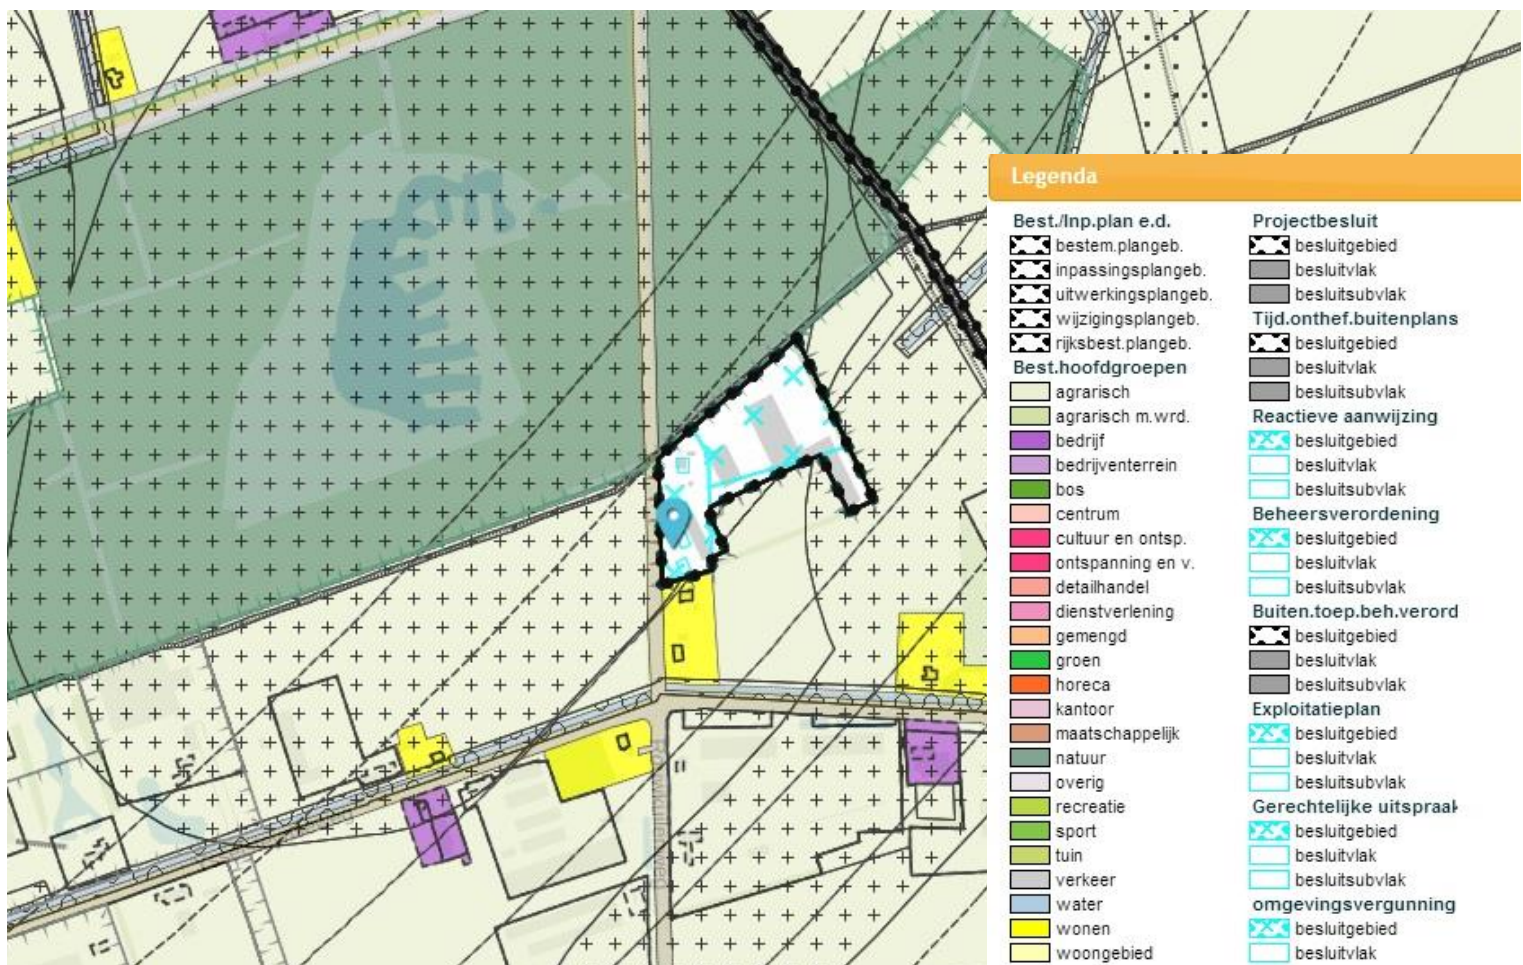 Legenda
Best./Inp.plan e.d.
bestem.plangeb.
inpassingsplangeb.
uitwerkingsplangeb.
wijzigingsplangeb.
rijksbest.plangeb.
Best.hoofdgroepen
agrarisch
agrarisch m.wrd.
bedrijf
bedrijventerrein
bos
centrum
cultuur en ontsp.
ontspanning en v.
detailhandel
dienstverlening
gemengd
groen
horeca
kantoor
maatschappelijk
natuur
overig
recreatie
sport
tuin
verkeer
water
wonen
woongebied
Projectbesluit
besluitgebied
besluitvlak
besluitsubvlak
Tijd.onthef.buitenplans
besluitgebied
besluitvlak
besluitsubvlak
Reactieve aanwijzing
besluitgebied
besluitvlak
besluitsubvlak
Beheersverordening
besluitgebied
besluitvlak
besluitsubvlak
Buiten.toep.beh.verord
besluitgebied
besluitvlak
besluitsubvlak
Exploitatieplan
besluitgebied
besluitvlak
besluitsubvlak
Gerechtelijke uitspraak
besluitgebied
besluitvlak
besluitsubvlak
omgevingsvergunning
besluitgebied
besluitvlak